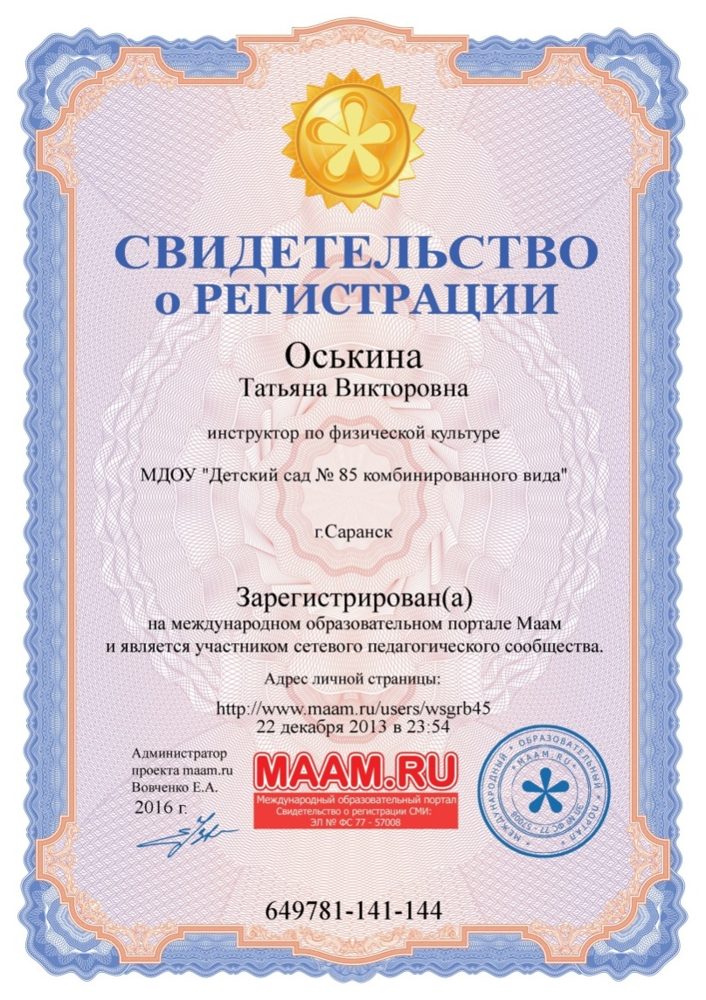 СВИДЕТЕЛЬСТВО
о РЕГИСТРАЦИИ
Оськина
Татьяна Викторовна
инструктор по физической культуре
МДОУ "Детский сад № 85 комбинированного вида"
г.Саранск
Зарегистрирован(а)
на международном образовательном портале Маам
и является участником сетевого педагогического сообщества.
Адрес личной страницы:
http://www.maam.ru/users/wsgrb45
22 декабря 2013 в 23:54
Администратор
проекта maam.ru
Вовченко Е.А.
2016 г.
MAAM.RU
Международный образовательный портал
Свидетельство о регистрации СМИ:
ЭЛ № ФС 77 - 57008
* МЕЖДУНАРОДНЫЙ * ОБРАЗОВАТЕЛЬНЫЙ * ПОРТАЛ *
* MAAM.RU *
ЭЛ № ФС 77 - 57008
649781-141-144